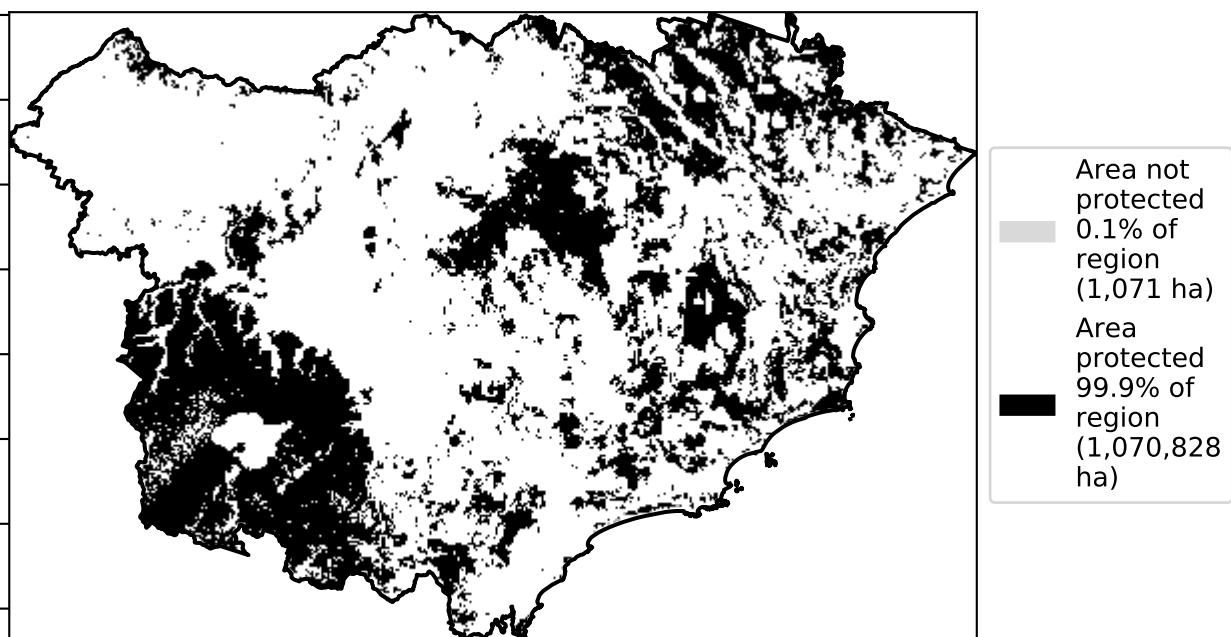 Area not
protected
0.1% of
region
(1,071 ha)
Area
protected
99.9% of
region
(1,070,828
ha)